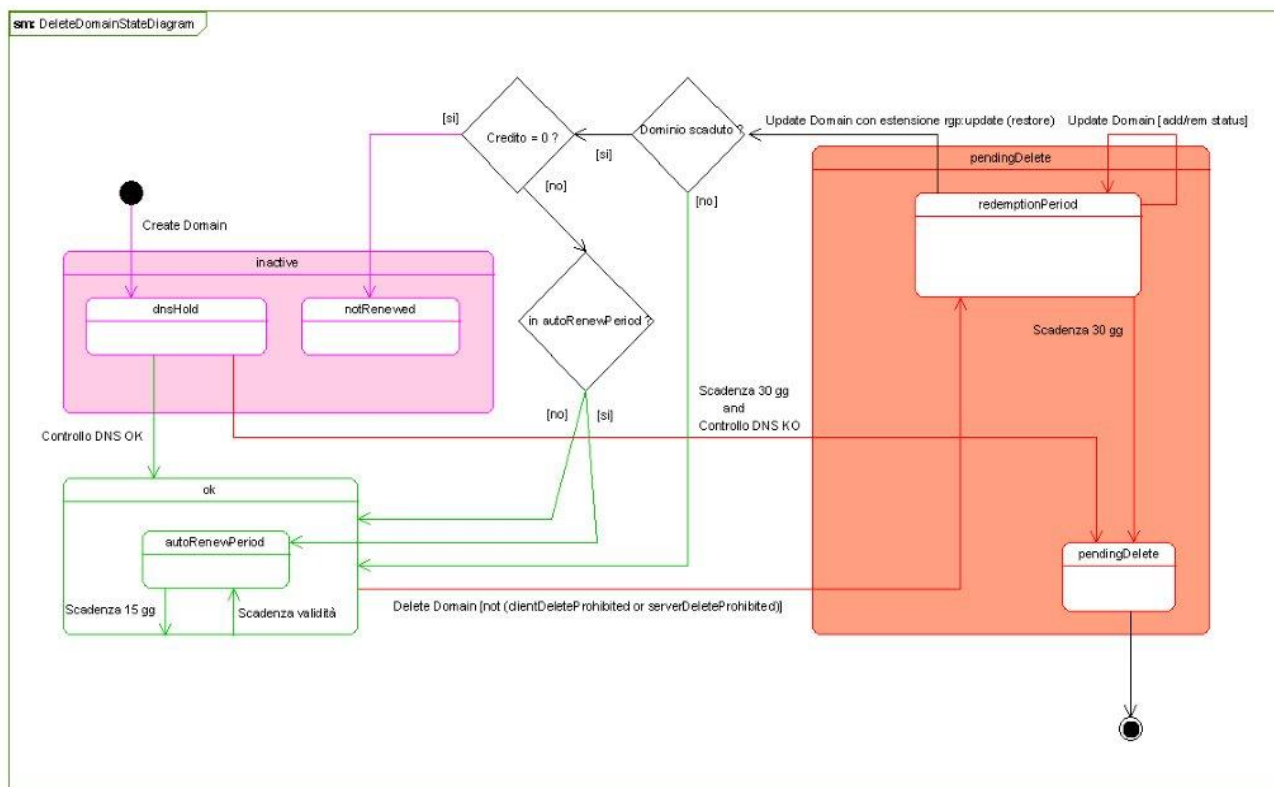 sm: DeleteDomainStateDiagram
[si]
Credito = 0 ?
Dominio scaduto ?
Update Domain con estensione rgp:update (restore)
Update Domain [add/rem status]
[si]
[no]
[no]
pendingDelete
redemptionPeriod
Create Domain
inactive
dnsHold
notRenewed
in autoRenewPeriod ?
Scadenza 30 gg
Scadenza 30 gg
and
Controllo DNS KO
[no]
[si]
Controllo DNS OK
ok
autoRenewPeriod
pendingDelete
Scadenza 15 gg
Scadenza validità
Delete Domain [not (clientDeleteProhibited or serverDeleteProhibited)]